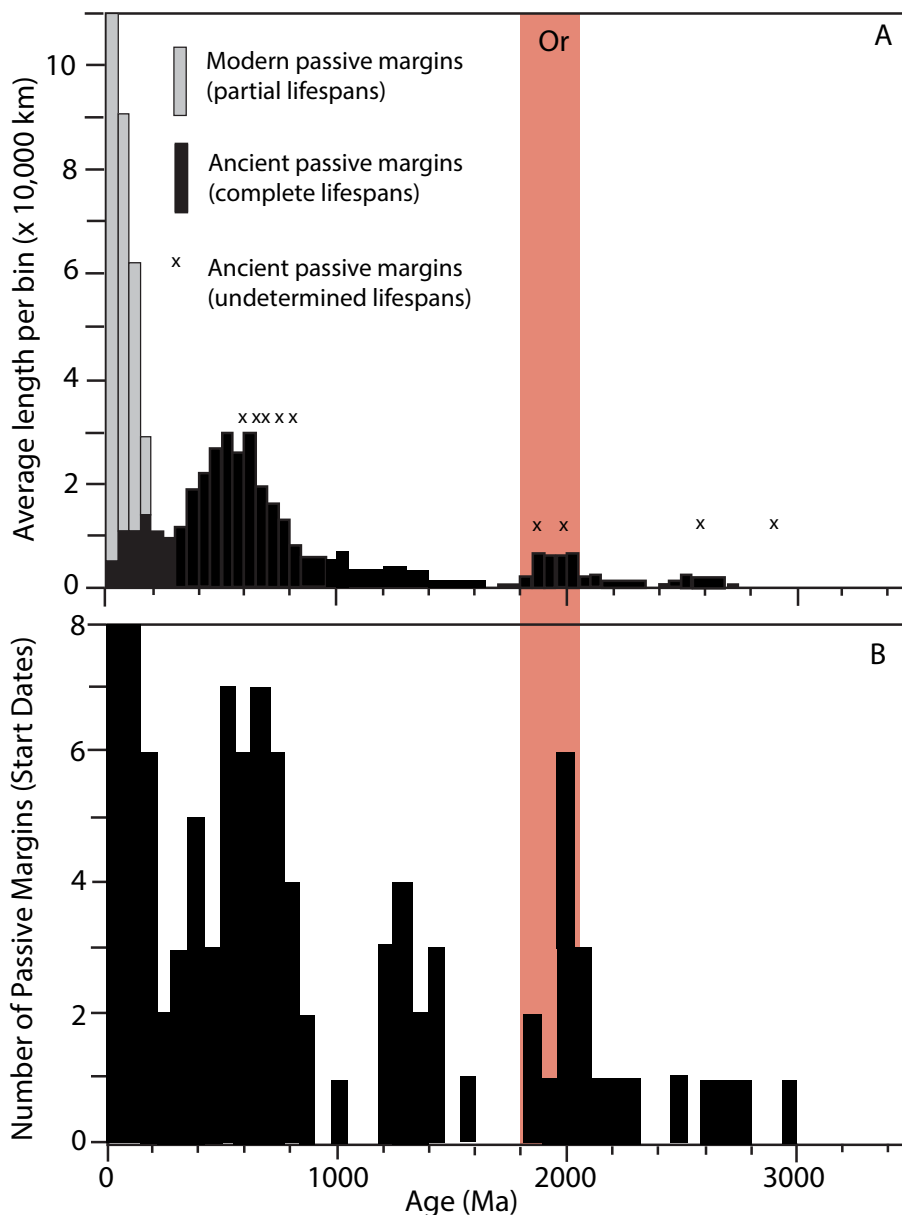 Or
A
Modern passive margins
(partial lifespans)
Ancient passive margins
(complete lifespans)
x Ancient passive margins
(undetermined lifespans)
10
8
6
4
2
0
Average length per bin (x 10,000 km)
x x x x x
x x x x
B
8
6
4
2
0
Number of Passive Margins (Start Dates)
0 1000 2000 3000
Age (Ma)